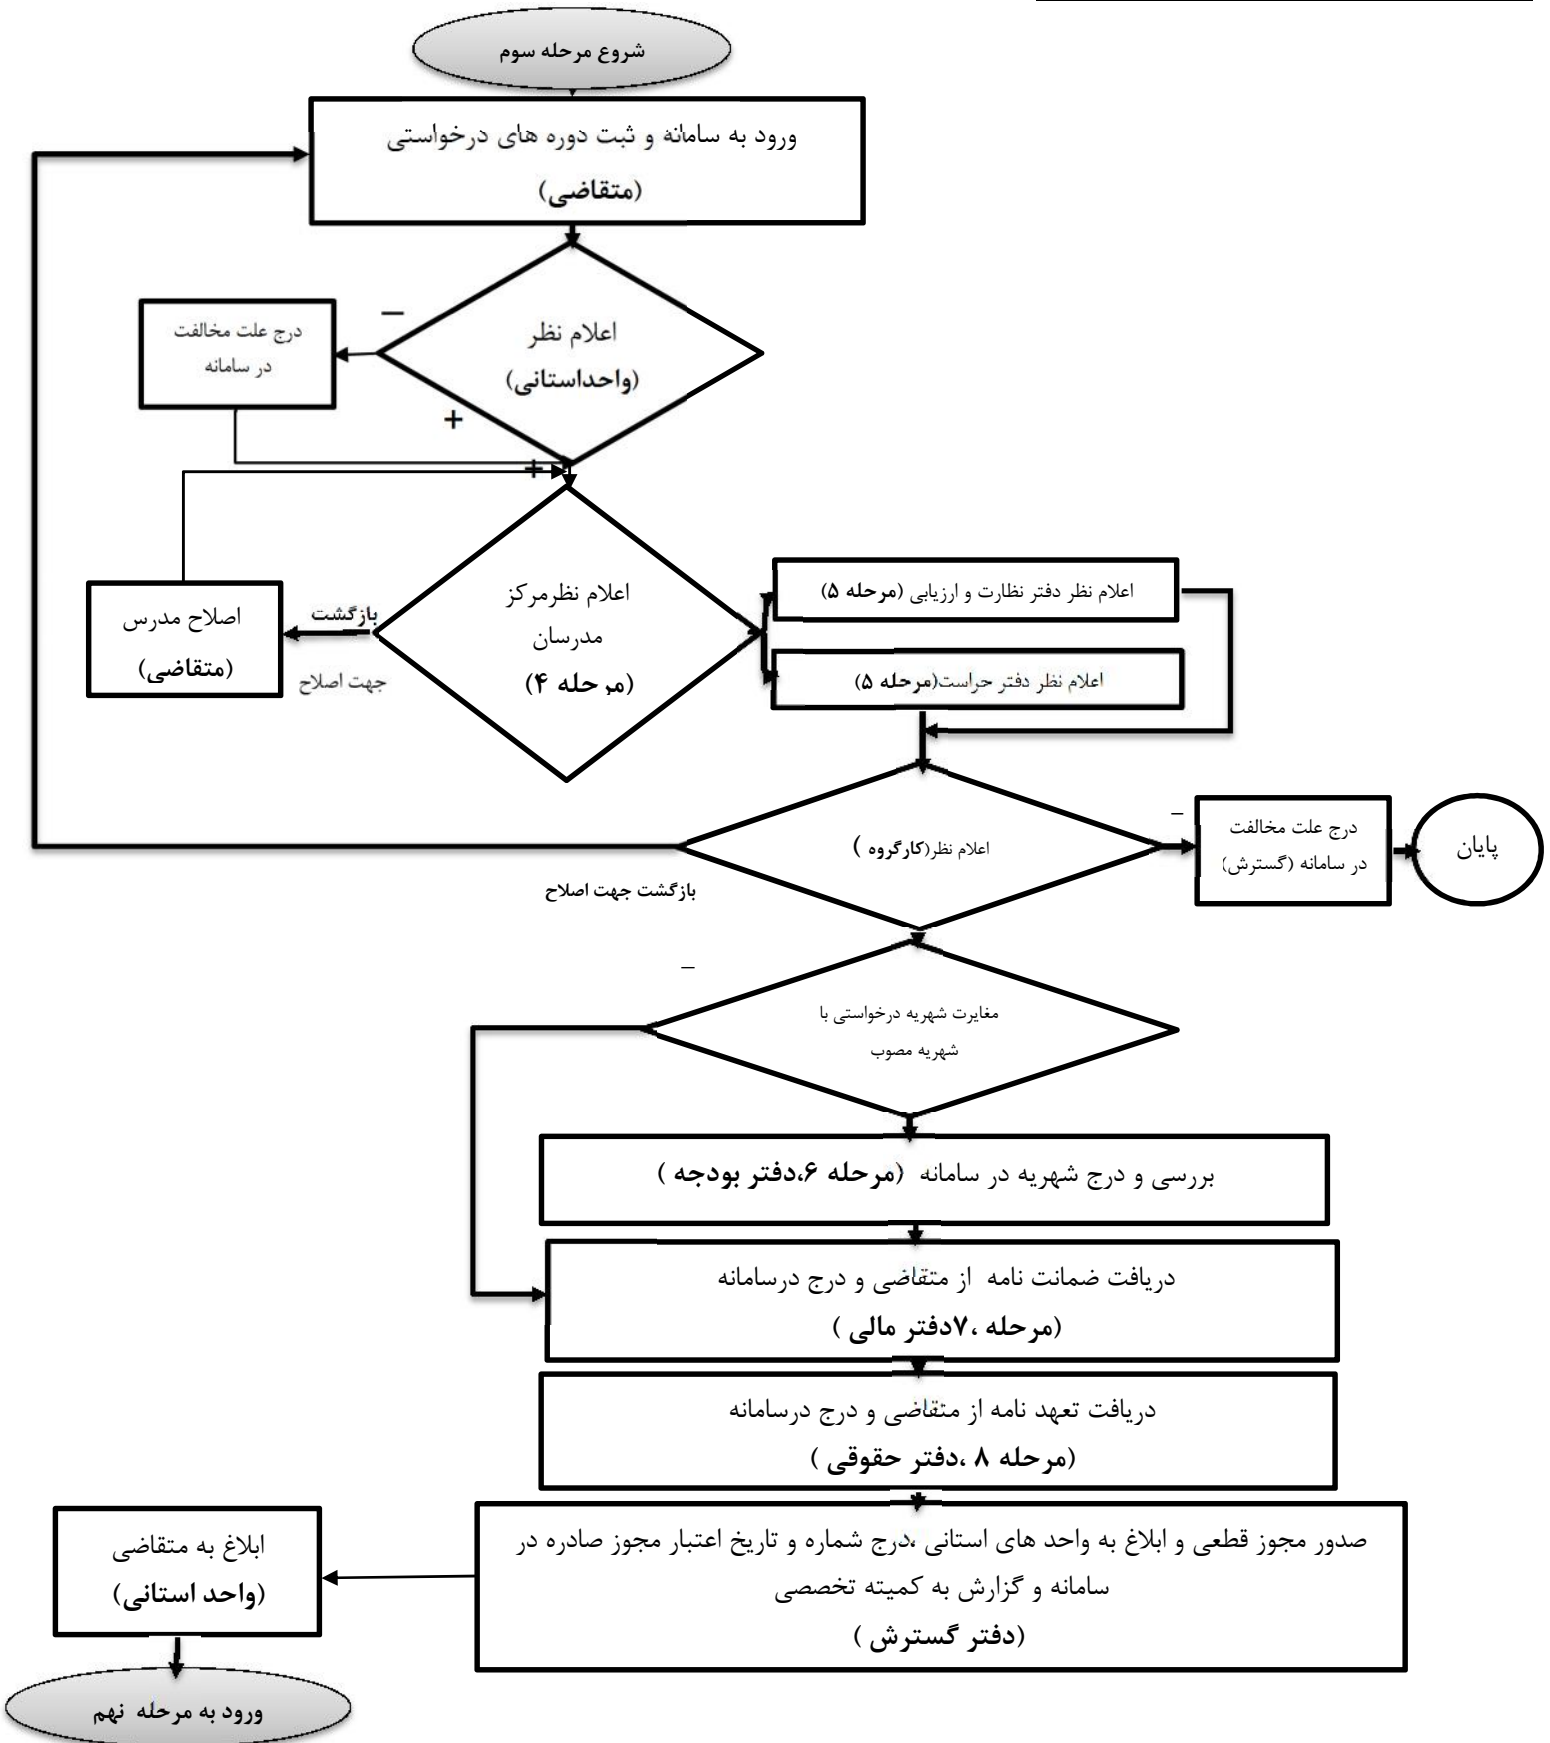 شروع مرحله سوم
ورود به سامانه و ثبت دوره های درخواستی
(متقاضی)
–
درج علت مخالفت
در سامانه
اعلام نظر
(واحداستانی)
+
+
اعلام نظرمرکز
مدرسان
(مرحله ۴)
بازگشت
جهت اصلاح
اصلاح مدرس
(متقاضی)
اعلام نظر دفتر نظارت و ارزیابی (مرحله ۵)
اعلام نظر دفتر حراست(مرحله ۵)
اعلام نظر(کارگروه )
–
درج علت مخالفت
در سامانه (گسترش)
پایان
بازگشت جهت اصلاح
–
مغایرت شهریه درخواستی با
شهریه مصوب
بررسی و درج شهریه در سامانه (مرحله ۶،دفتر بودجه )
دریافت ضمانت نامه از متقاضی و درج درسامانه
(مرحله ،۷دفتر مالی )
دریافت تعهد نامه از متقاضی و درج درسامانه
(مرحله ۸ ،دفتر حقوقی )
صدور مجوز قطعی و ابلاغ به واحد های استانی ،درج شماره و تاریخ اعتبار مجوز صادره در
سامانه و گزارش به کمیته تخصصی
(دفتر گسترش )
ابلاغ به متقاضی
(واحد استانی)
ورود به مرحله نهم